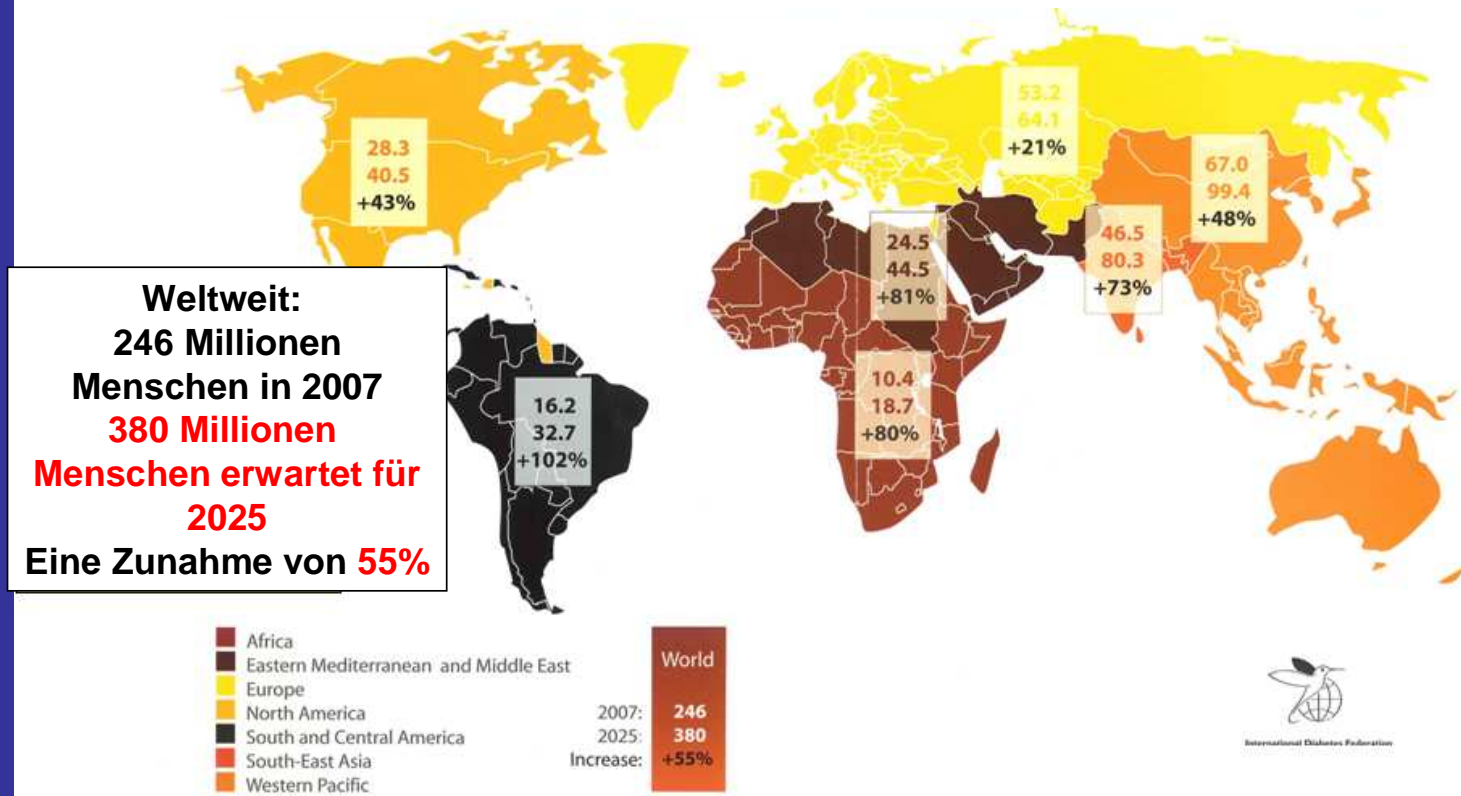 53.2
64.1
+21%
28.3
40.5
+43%
67.0
99.4
+48%
24.5
44.5
+81%
46.5
80.3
+73%
Weltweit:
246 Millionen
Menschen in 2007
380 Millionen
Menschen erwartet für
2025
Eine Zunahme von 55%
16.2
32.7
+102%
10.4
18.7
+80%
Africa
Eastern Mediterranean and Middle East
Europe
North America
South and Central America
South-East Asia
Western Pacific
World
2007: 246
2025: 380
Increase: +55%
International Diabetes Federation